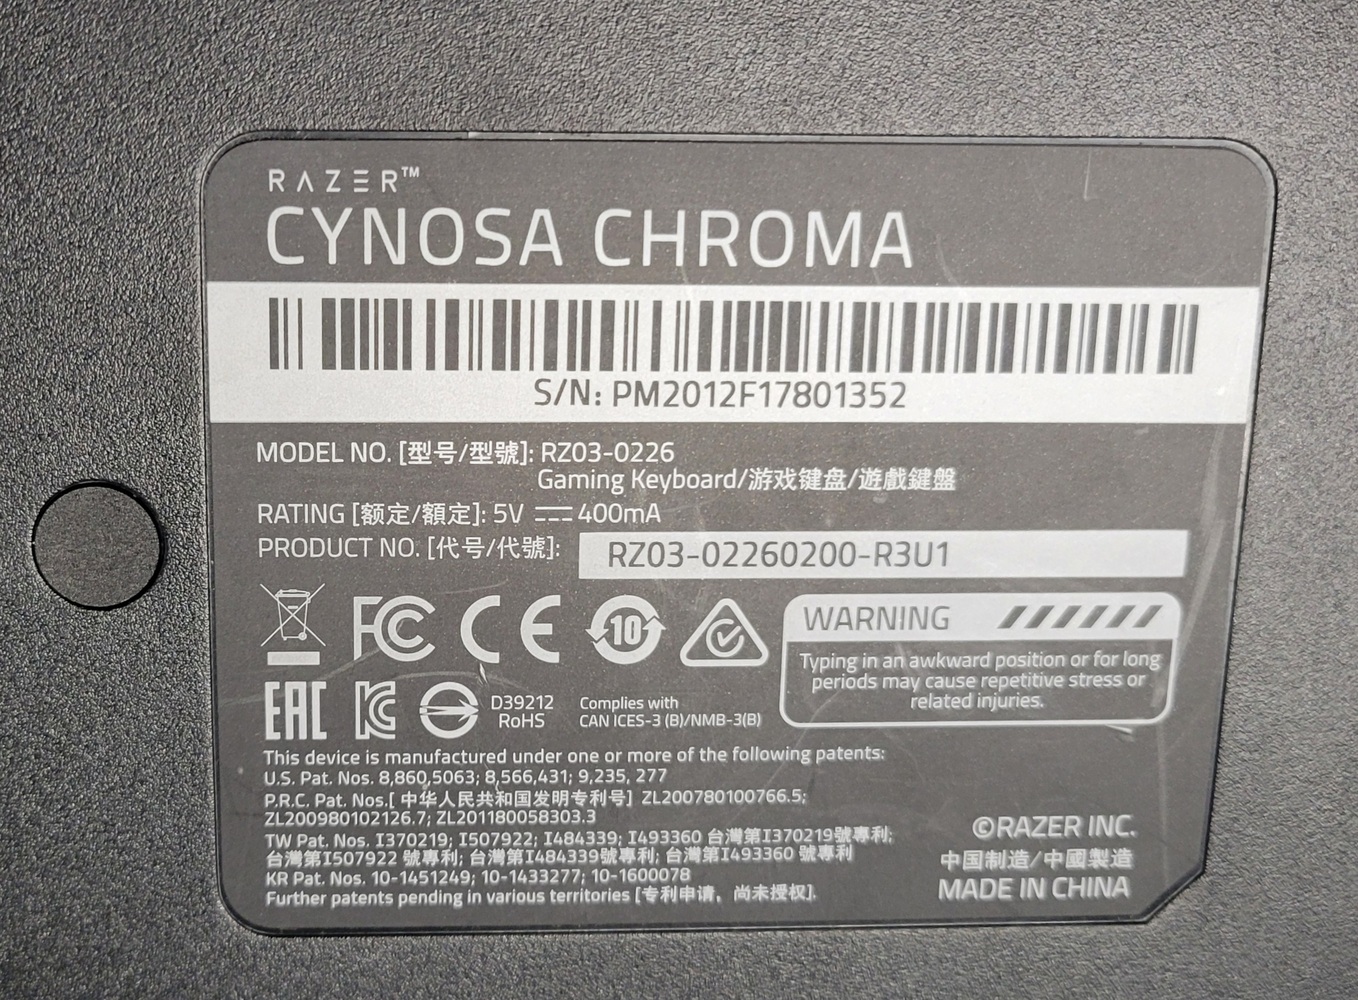 RAZER™
CYNOSA CHROMA
S/N: PM2012F17801352
MODEL NO. [型号/型號]: RZ03-0226
Gaming Keyboard/游戏键盘/遊戲鍵盤
RATING [额定/額定]: 5V ⎓ 400mA
PRODUCT NO. [代号/代號]: RZ03-02260200-R3U1
FC CE 10
WARNING
Typing in an awkward position or for long
periods may cause repetitive stress or
related injuries.
EAC KC D39212
RoHS
Complies with
CAN ICES-3 (B)/NMB-3(B)
This device is manufactured under one or more of the following patents:
U.S. Pat. Nos. 8,860,5063; 8,566,431; 9,235, 277
P.R.C. Pat. Nos.[ 中华人民共和国发明专利号] ZL200780100766.5;
ZL200980102126.7; ZL201180058303.3
TW Pat. Nos. I370219; I507922; I484339; I493360 台灣第I370219號專利;
台灣第I507922 號專利; 台灣第I484339號專利; 台灣第I493360 號專利
KR Pat. Nos. 10-1451249; 10-1433277; 10-1600078
Further patents pending in various territories [专利申请，尚未授权].
©RAZER INC.
中国制造/中國製造
MADE IN CHINA